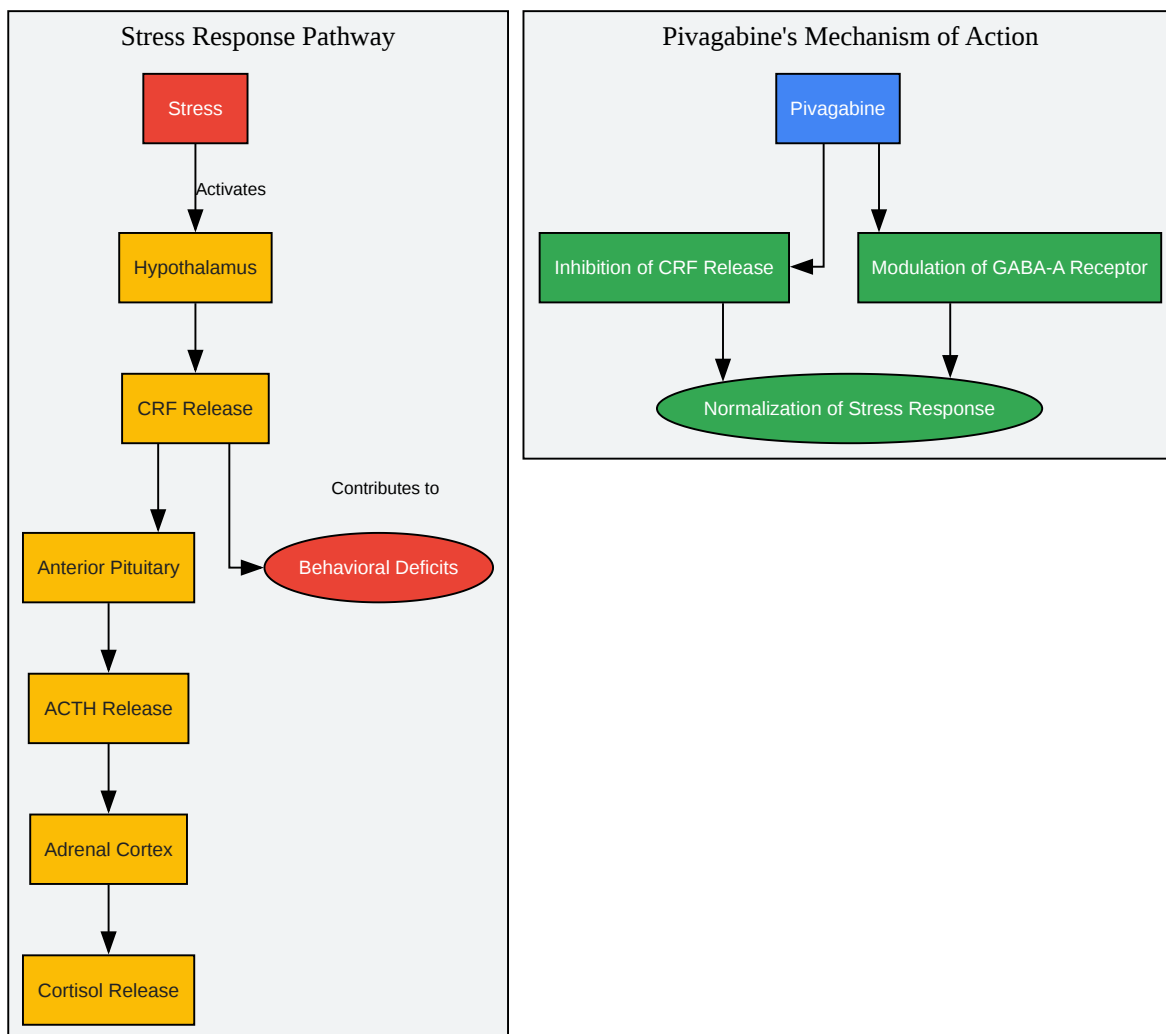 Stress Response Pathway
Stress
Activates
Hypothalamus
CRF Release
Contributes to
Anterior Pituitary
Behavioral Deficits
ACTH Release
Adrenal Cortex
Cortisol Release
Pivagabine's Mechanism of Action
Pivagabine
Inhibition of CRF Release
Modulation of GABA-A Receptor
Normalization of Stress Response